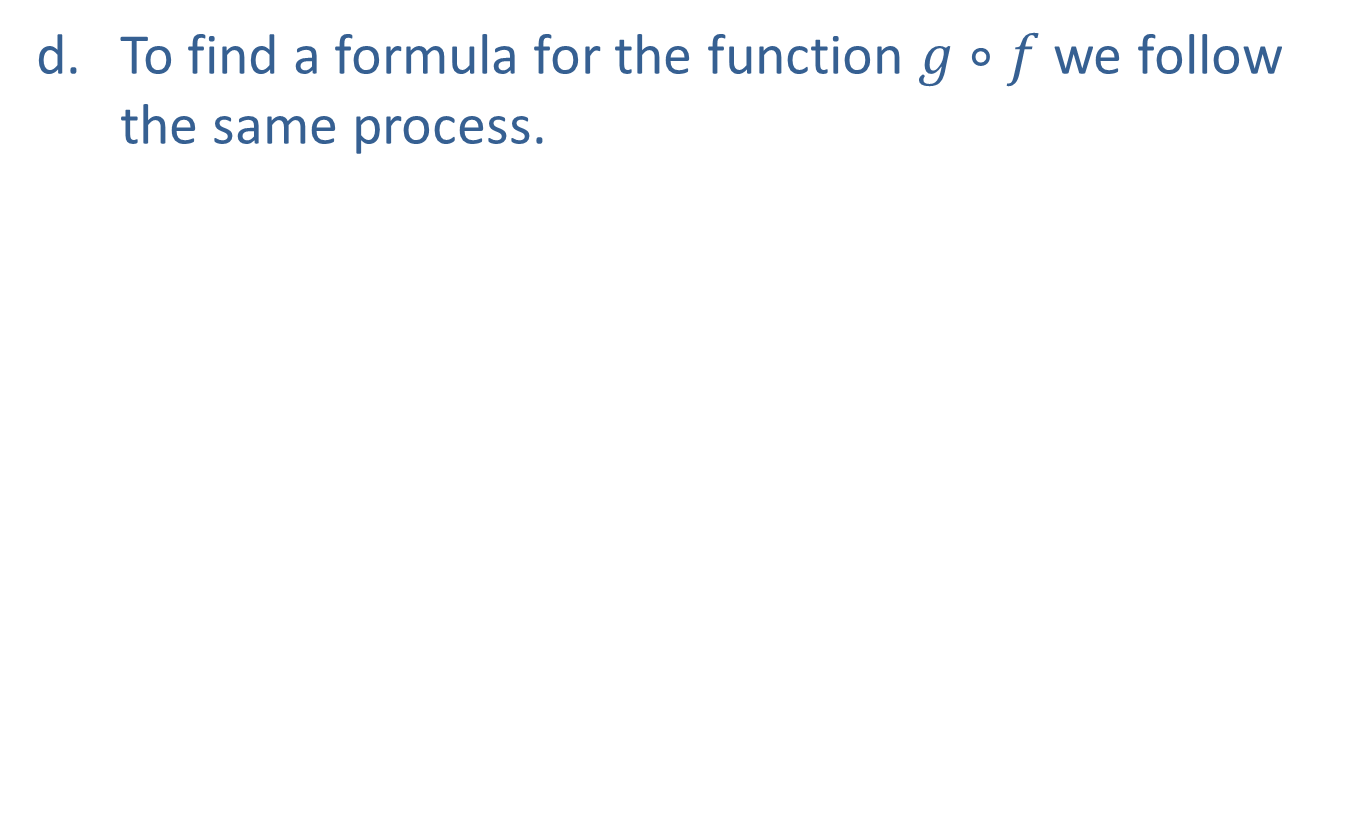 d. To find a formula for the function g ∘ f we follow
the same process.